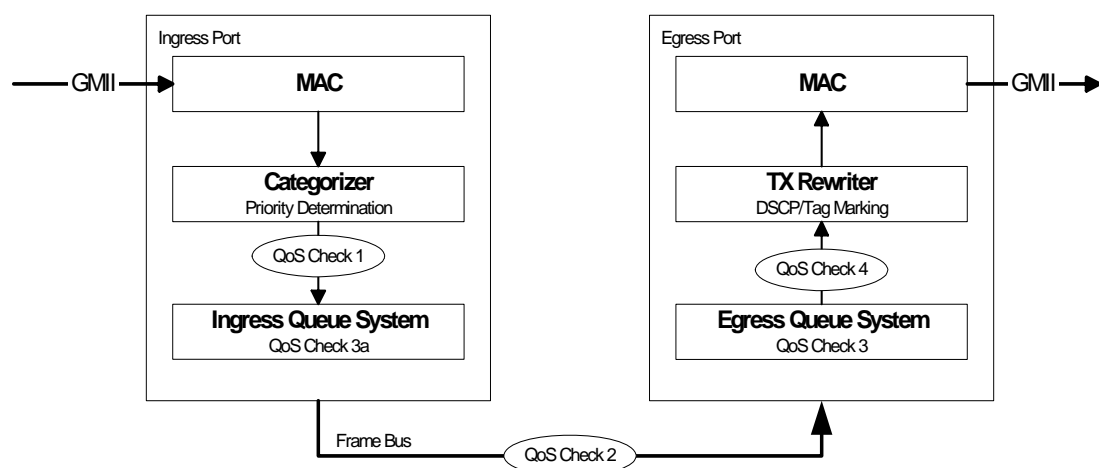 Ingress Port
GMII
MAC
Categorizer
Priority Determination
QoS Check 1
Ingress Queue System
QoS Check 3a
Frame Bus
QoS Check 2
Egress Port
MAC
GMII
TX Rewriter
DSCP/Tag Marking
QoS Check 4
Egress Queue System
QoS Check 3